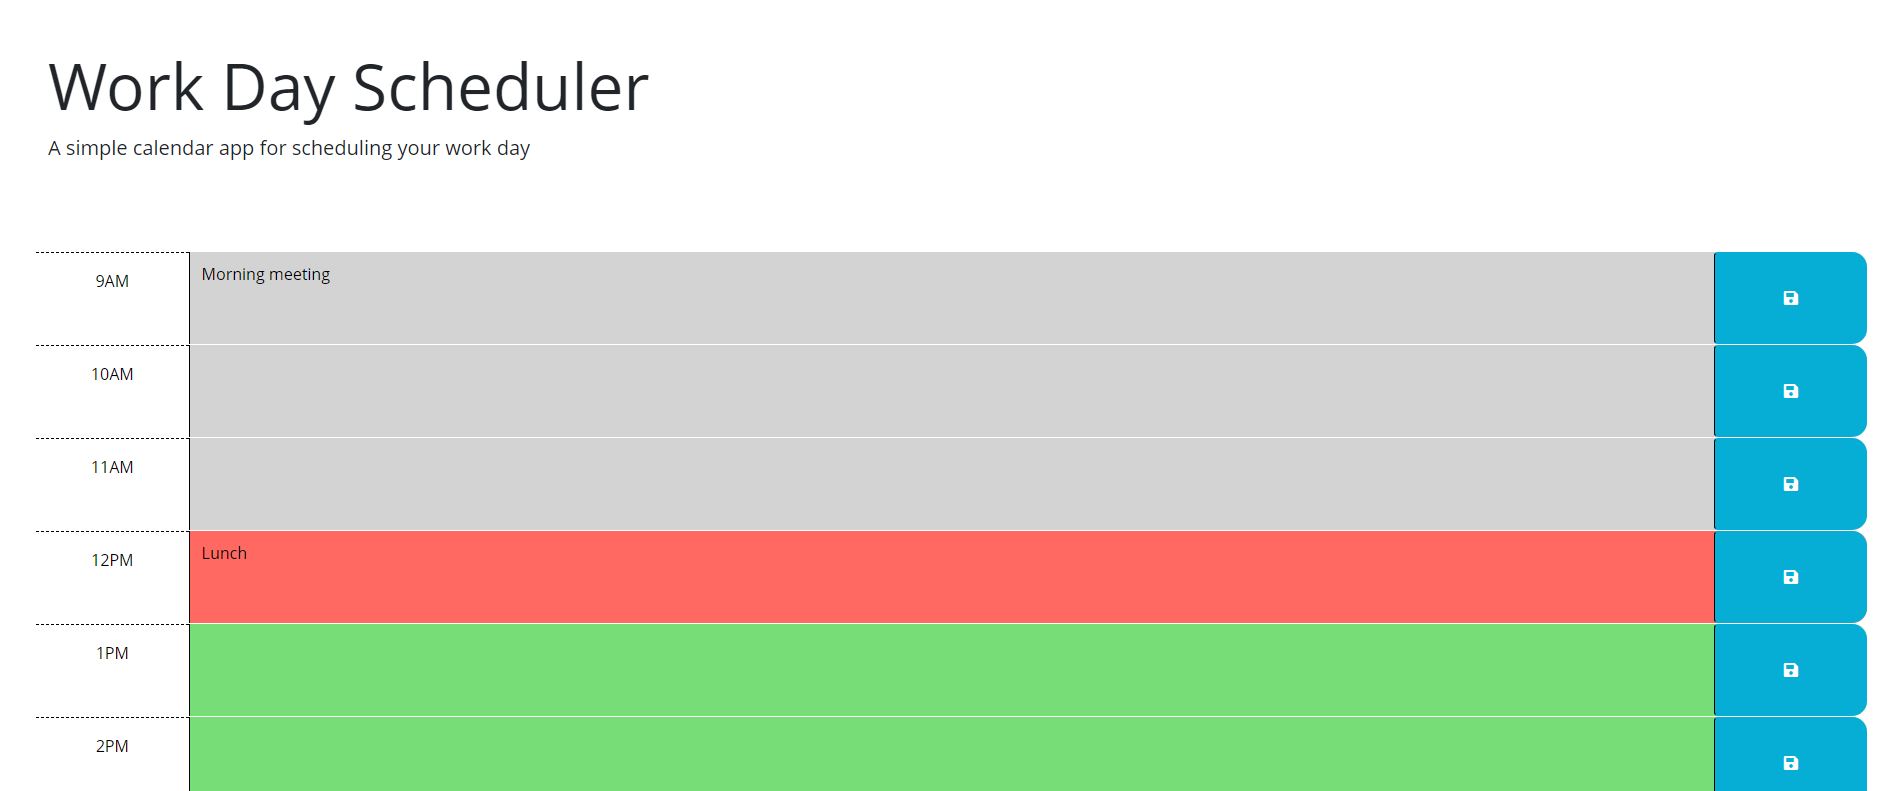 Work Day Scheduler
A simple calendar app for scheduling your work day
9AM Morning meeting
10AM
11AM
12PM Lunch
1PM
2PM